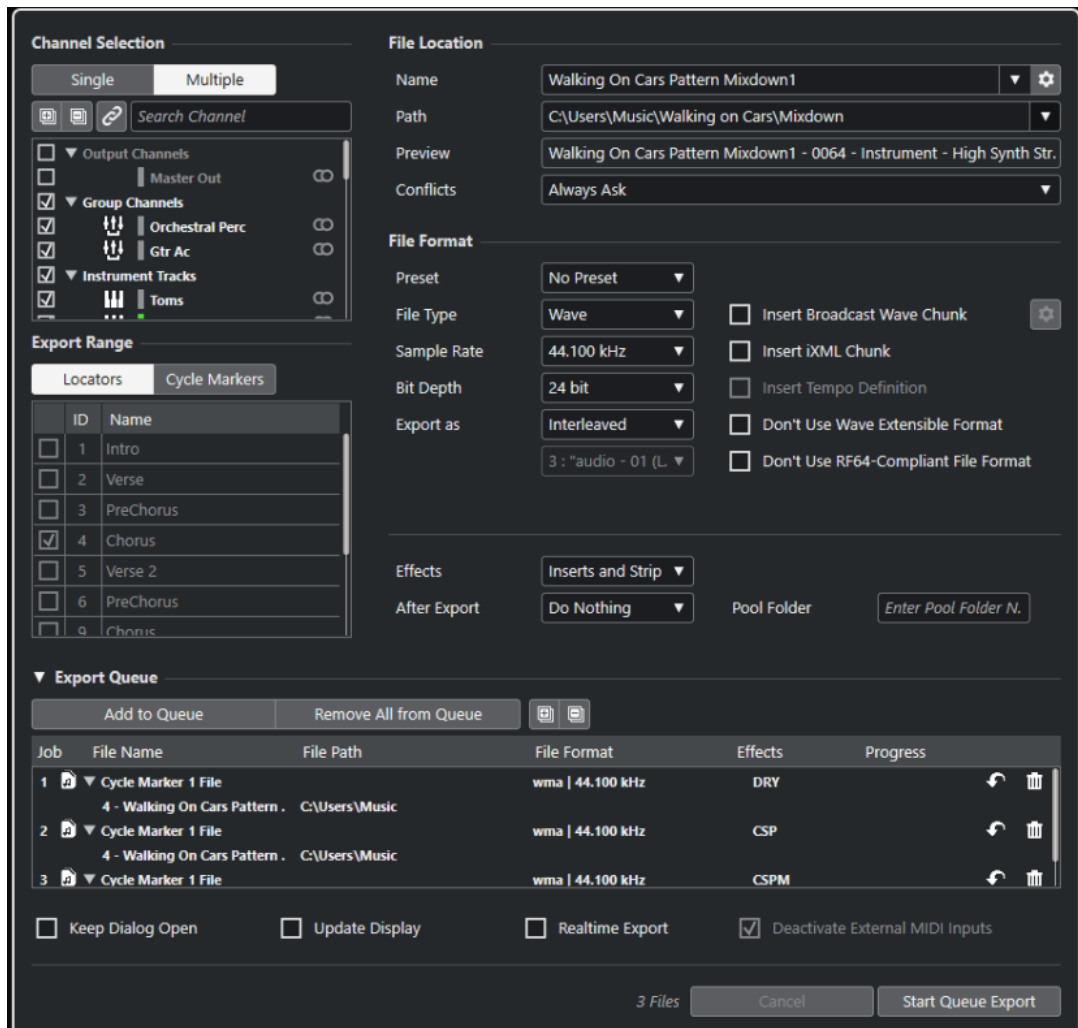 Channel Selection
Single Multiple
Search Channel
Output Channels
Master Out
Group Channels
Orchestral Perc
Gtr Ac
Instrument Tracks
Toms
Export Range
Locators Cycle Markers
ID Name
1 Intro
2 Verse
3 PreChorus
4 Chorus
5 Verse 2
6 PreChorus
9 Chorus
File Location
Name Walking On Cars Pattern Mixdown1
Path C:\Users\Music\Walking on Cars\Mixdown
Preview Walking On Cars Pattern Mixdown1 - 0064 - Instrument - High Synth Str.
Conflicts Always Ask
File Format
Preset No Preset
File Type Wave Insert Broadcast Wave Chunk
Sample Rate 44.100 kHz Insert iXML Chunk
Bit Depth 24 bit Insert Tempo Definition
Export as Interleaved Don't Use Wave Extensible Format
3 : "audio - 01 (L. Don't Use RF64-Compliant File Format
Effects Inserts and Strip
After Export Do Nothing Pool Folder Enter Pool Folder N.
Export Queue
Add to Queue Remove All from Queue
Job File Name File Path File Format Effects Progress
1 Cycle Marker 1 File wma | 44.100 kHz DRY
4 - Walking On Cars Pattern . C:\Users\Music
2 Cycle Marker 1 File wma | 44.100 kHz CSP
4 - Walking On Cars Pattern . C:\Users\Music
3 Cycle Marker 1 File wma | 44.100 kHz CSPM
Keep Dialog Open Update Display Realtime Export Deactivate External MIDI Inputs
3 Files Cancel Start Queue Export